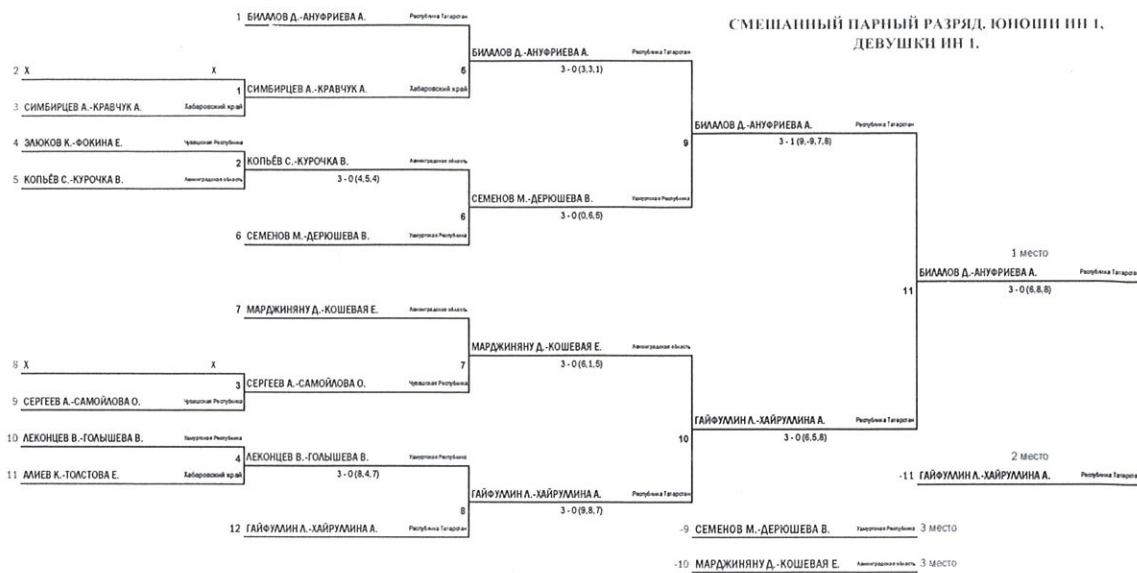 СМЕШАННЫЙ ПАРНЫЙ РАЗРЯД. ЮНОШИ ИН 1,
ДЕВУШКИ ИН 1.
1 БИЛАЛОВ Д.-АНУФРИЕВА А. Республика Татарстан
БИЛАЛОВ Д.-АНУФРИЕВА А. Республика Татарстан
5 3 - 0 (3,3,1)
2 X X
1 СИМБИРЦЕВ А.-КРАВЧУК А. Хабаровский край
3 СИМБИРЦЕВ А.-КРАВЧУК А. Хабаровский край
БИЛАЛОВ Д.-АНУФРИЕВА А. Республика Татарстан
9 3 - 1 (9,-9,7,8)
4 ЗЛЮКОВ К.-ФОКИНА Е. Чувашская Республика
2 КОПЬЁВ С.-КУРОЧКА В. Ленинградская область
3 - 0 (4,5,4)
5 КОПЬЁВ С.-КУРОЧКА В. Ленинградская область
СЕМЕНОВ М.-ДЕРЮШЕВА В. Удмуртская Республика
6 3 - 0 (0,6,5)
6 СЕМЕНОВ М.-ДЕРЮШЕВА В. Удмуртская Республика
1 место
БИЛАЛОВ Д.-АНУФРИЕВА А. Республика Татарстан
11 3 - 0 (6,8,8)
7 МАРДЖИНЯНУ Д.-КОШЕВАЯ Е. Ленинградская область
МАРДЖИНЯНУ Д.-КОШЕВАЯ Е. Ленинградская область
7 3 - 0 (6,1,5)
8 X X
3 СЕРГЕЕВ А.-САМОЙЛОВА О. Чувашская Республика
9 СЕРГЕЕВ А.-САМОЙЛОВА О. Чувашская Республика
ГАЙФУЛЛИН Л.-ХАЙРУЛЛИНА А. Республика Татарстан
10 3 - 0 (6,5,8)
10 ЛЕКОНЦЕВ В.-ГОЛЫШЕВА В. Удмуртская Республика
4 ЛЕКОНЦЕВ В.-ГОЛЫШЕВА В. Удмуртская Республика
3 - 0 (8,4,7)
11 АЛИЕВ К.-ТОЛСТОВА Е. Хабаровский край
2 место
-11 ГАЙФУЛЛИН Л.-ХАЙРУЛЛИНА А. Республика Татарстан
ГАЙФУЛЛИН Л.-ХАЙРУЛЛИНА А. Республика Татарстан
8 3 - 0 (9,8,7)
12 ГАЙФУЛЛИН Л.-ХАЙРУЛЛИНА А. Республика Татарстан
-9 СЕМЕНОВ М.-ДЕРЮШЕВА В. Удмуртская Республика 3 место
-10 МАРДЖИНЯНУ Д.-КОШЕВАЯ Е. Ленинградская область 3 место